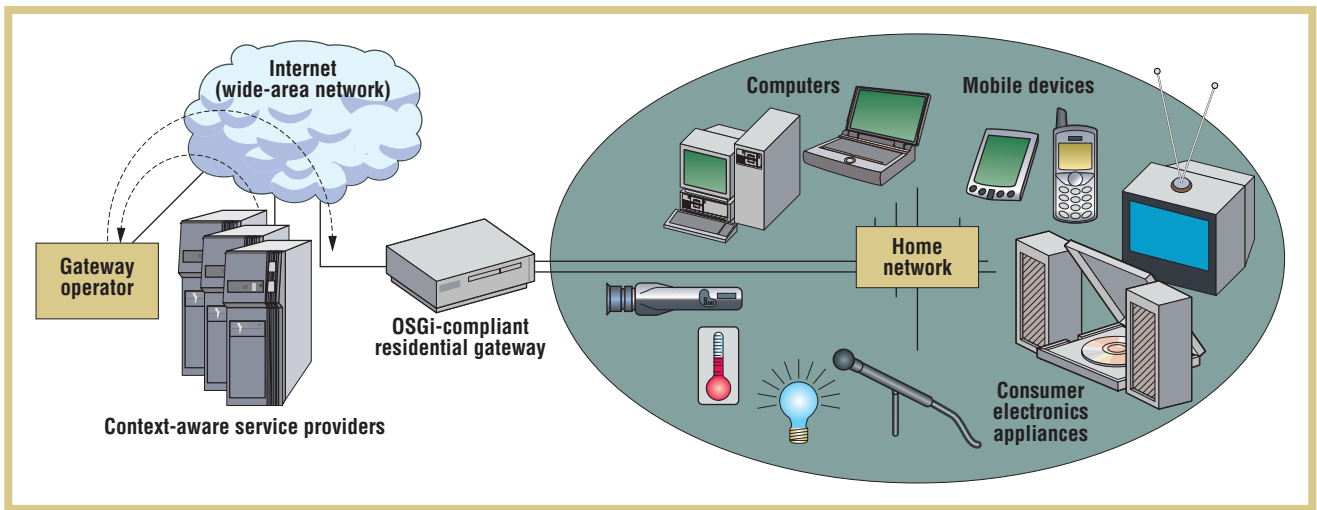 Internet
(wide-area network)
Gateway
operator
Context-aware service providers
OSGi-compliant
residential gateway
Computers
Mobile devices
Home
network
Consumer
electronics
appliances